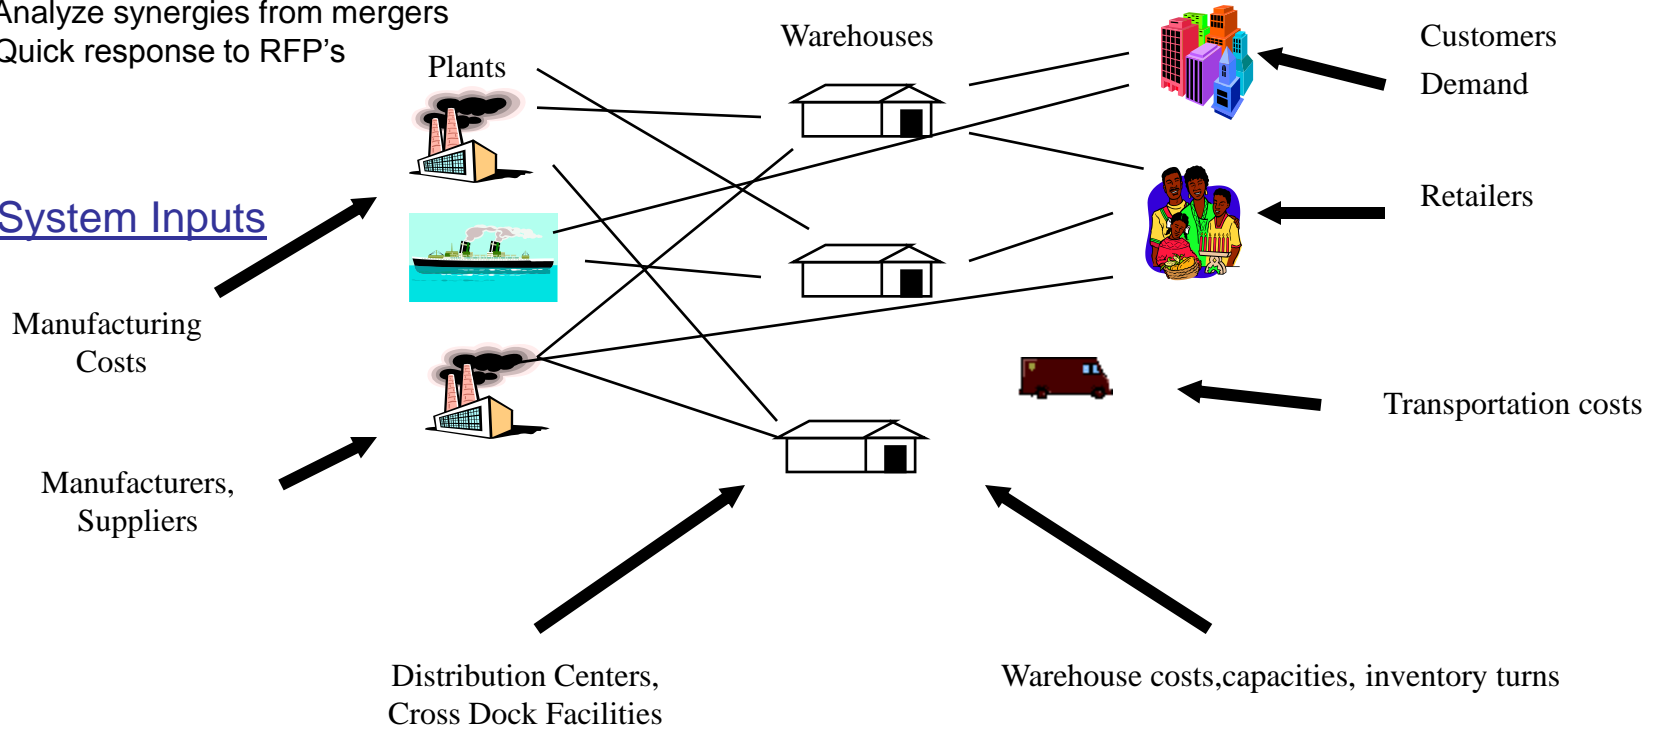 Analyze synergies from mergers
Quick response to RFP's
Plants
Warehouses
Customers
Demand
Retailers
System Inputs
Manufacturing
Costs
Transportation costs
Manufacturers,
Suppliers
Distribution Centers,
Cross Dock Facilities
Warehouse costs,capacities, inventory turns